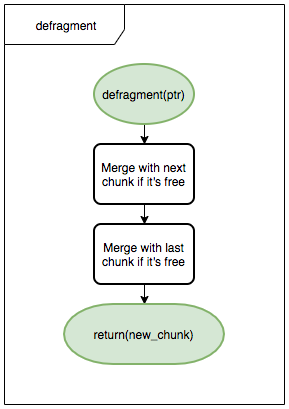 defragment
defragment(ptr)
Merge with next
chunk if it's free
Merge with last
chunk if it's free
return(new_chunk)